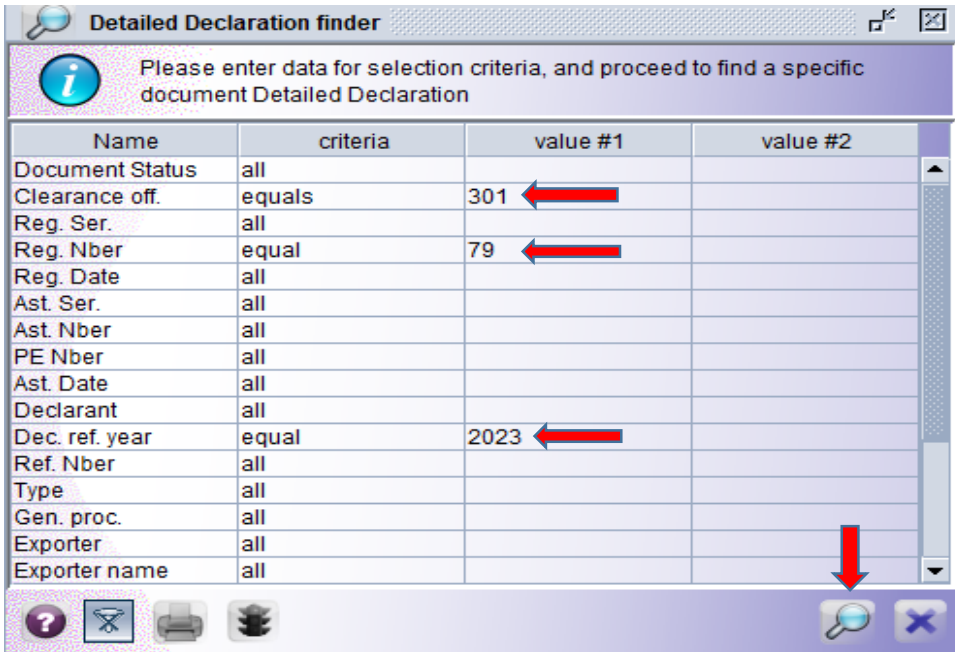 Detailed Declaration finder
Please enter data for selection criteria, and proceed to find a specific
document Detailed Declaration
Name criteria value #1 value #2
Document Status all
Clearance off. equals 301
Reg. Ser. all
Reg. Nber equal 79
Reg. Date all
Ast. Ser. all
Ast. Nber all
PE Nber all
Ast. Date all
Declarant all
Dec. ref. year equal 2023
Ref. Nber all
Type all
Gen. proc. all
Exporter all
Exporter name all